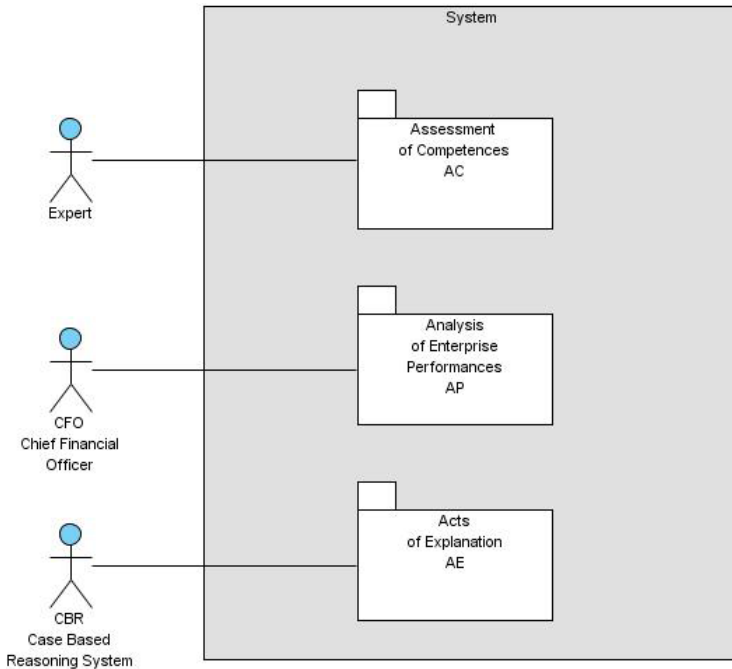 System
Assessment
of Competences
AC
Expert
Analysis
of Enterprise
Performances
AP
CFO
Chief Financial
Officer
Acts
of Explanation
AE
CBR
Case Based
Reasoning System